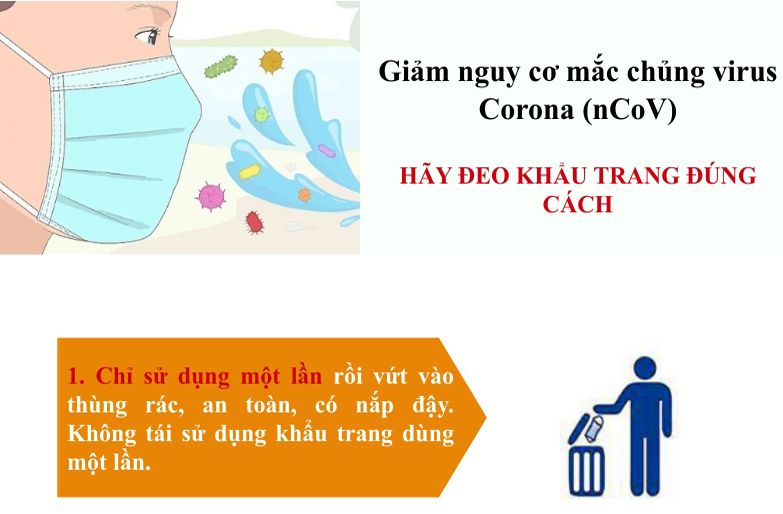 Giảm nguy cơ mắc chủng virus
Corona (nCoV)
HÃY ĐEO KHẨU TRANG ĐÚNG
CÁCH
1. Chỉ sử dụng một lần rồi vứt vào
thùng rác, an toàn, có nắp đậy.
Không tái sử dụng khẩu trang dùng
một lần.